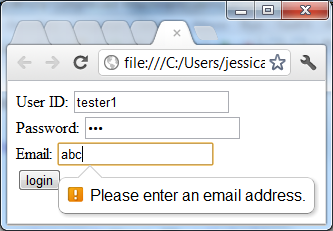 file:///C:/Users/jessica
User ID: tester1
Password: •••
Email: abc
login
Please enter an email address.